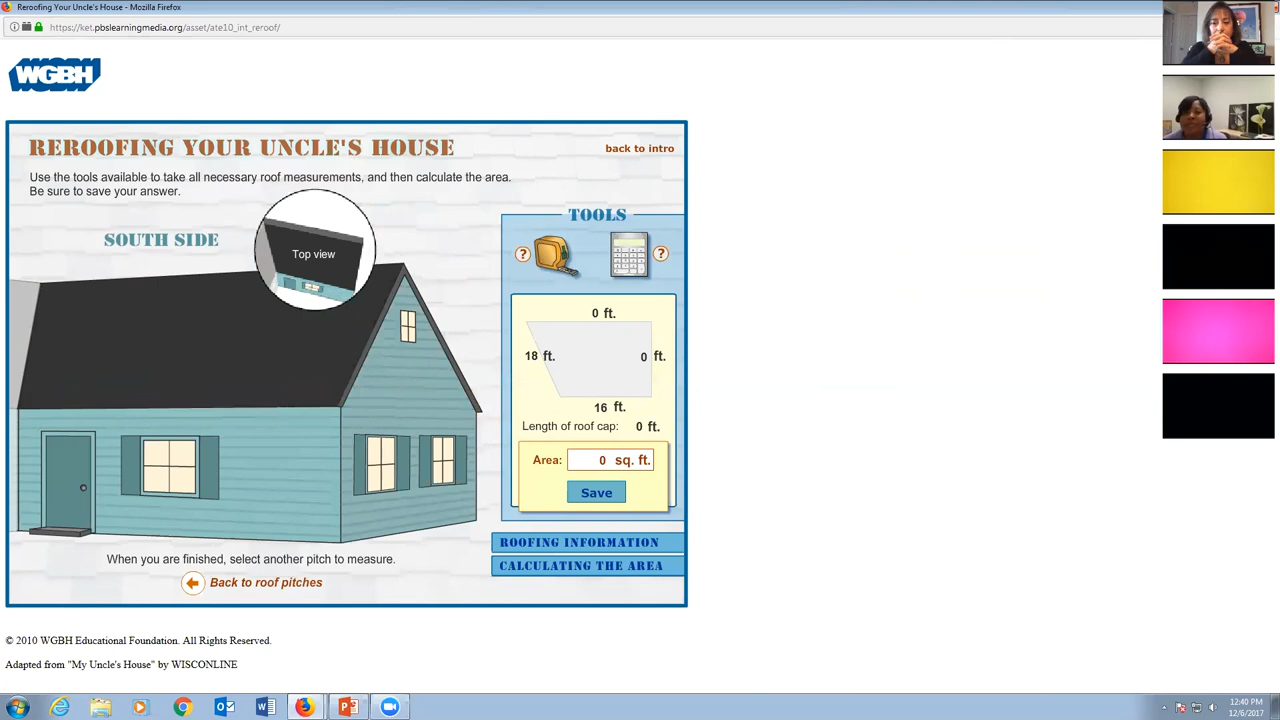 Reroofing Your Uncle's House - Mozilla Firefox
https://ket.pbslearningmedia.org/asset/ate10_int_reroof/
WGBH
REROOFING YOUR UNCLE'S HOUSE
back to intro
Use the tools available to take all necessary roof measurements, and then calculate the area.
Be sure to save your answer.
SOUTH SIDE
Top view
TOOLS
? ?
0 ft.
18 ft. 0 ft.
16 ft.
Length of roof cap: 0 ft.
Area: 0 sq. ft.
Save
ROOFING INFORMATION
CALCULATING THE AREA
When you are finished, select another pitch to measure.
Back to roof pitches
© 2010 WGBH Educational Foundation. All Rights Reserved.
Adapted from "My Uncle's House" by WISCONLINE
12:40 PM
12/6/2017